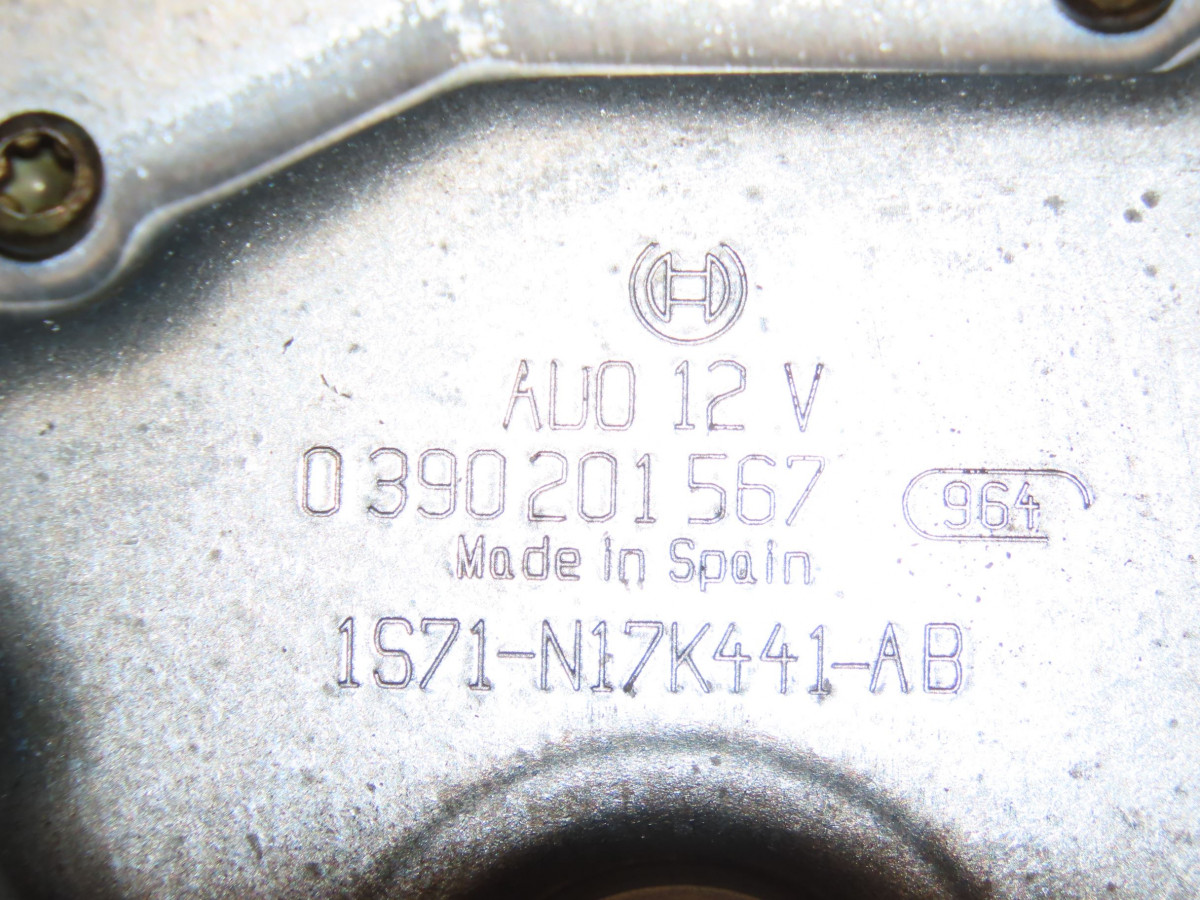 AUO 12 V
0 390 201 567
964
Made in Spain
1S71-N17K441-AB